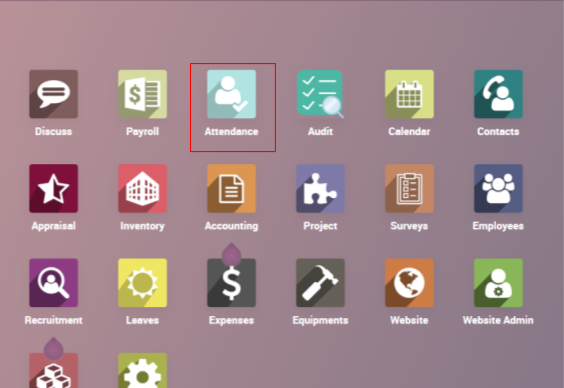 Discuss Payroll Attendance Audit Calendar Contacts
Appraisal Inventory Accounting Project Surveys Employees
Recruitment Leaves Expenses Equipments Website Website Admin